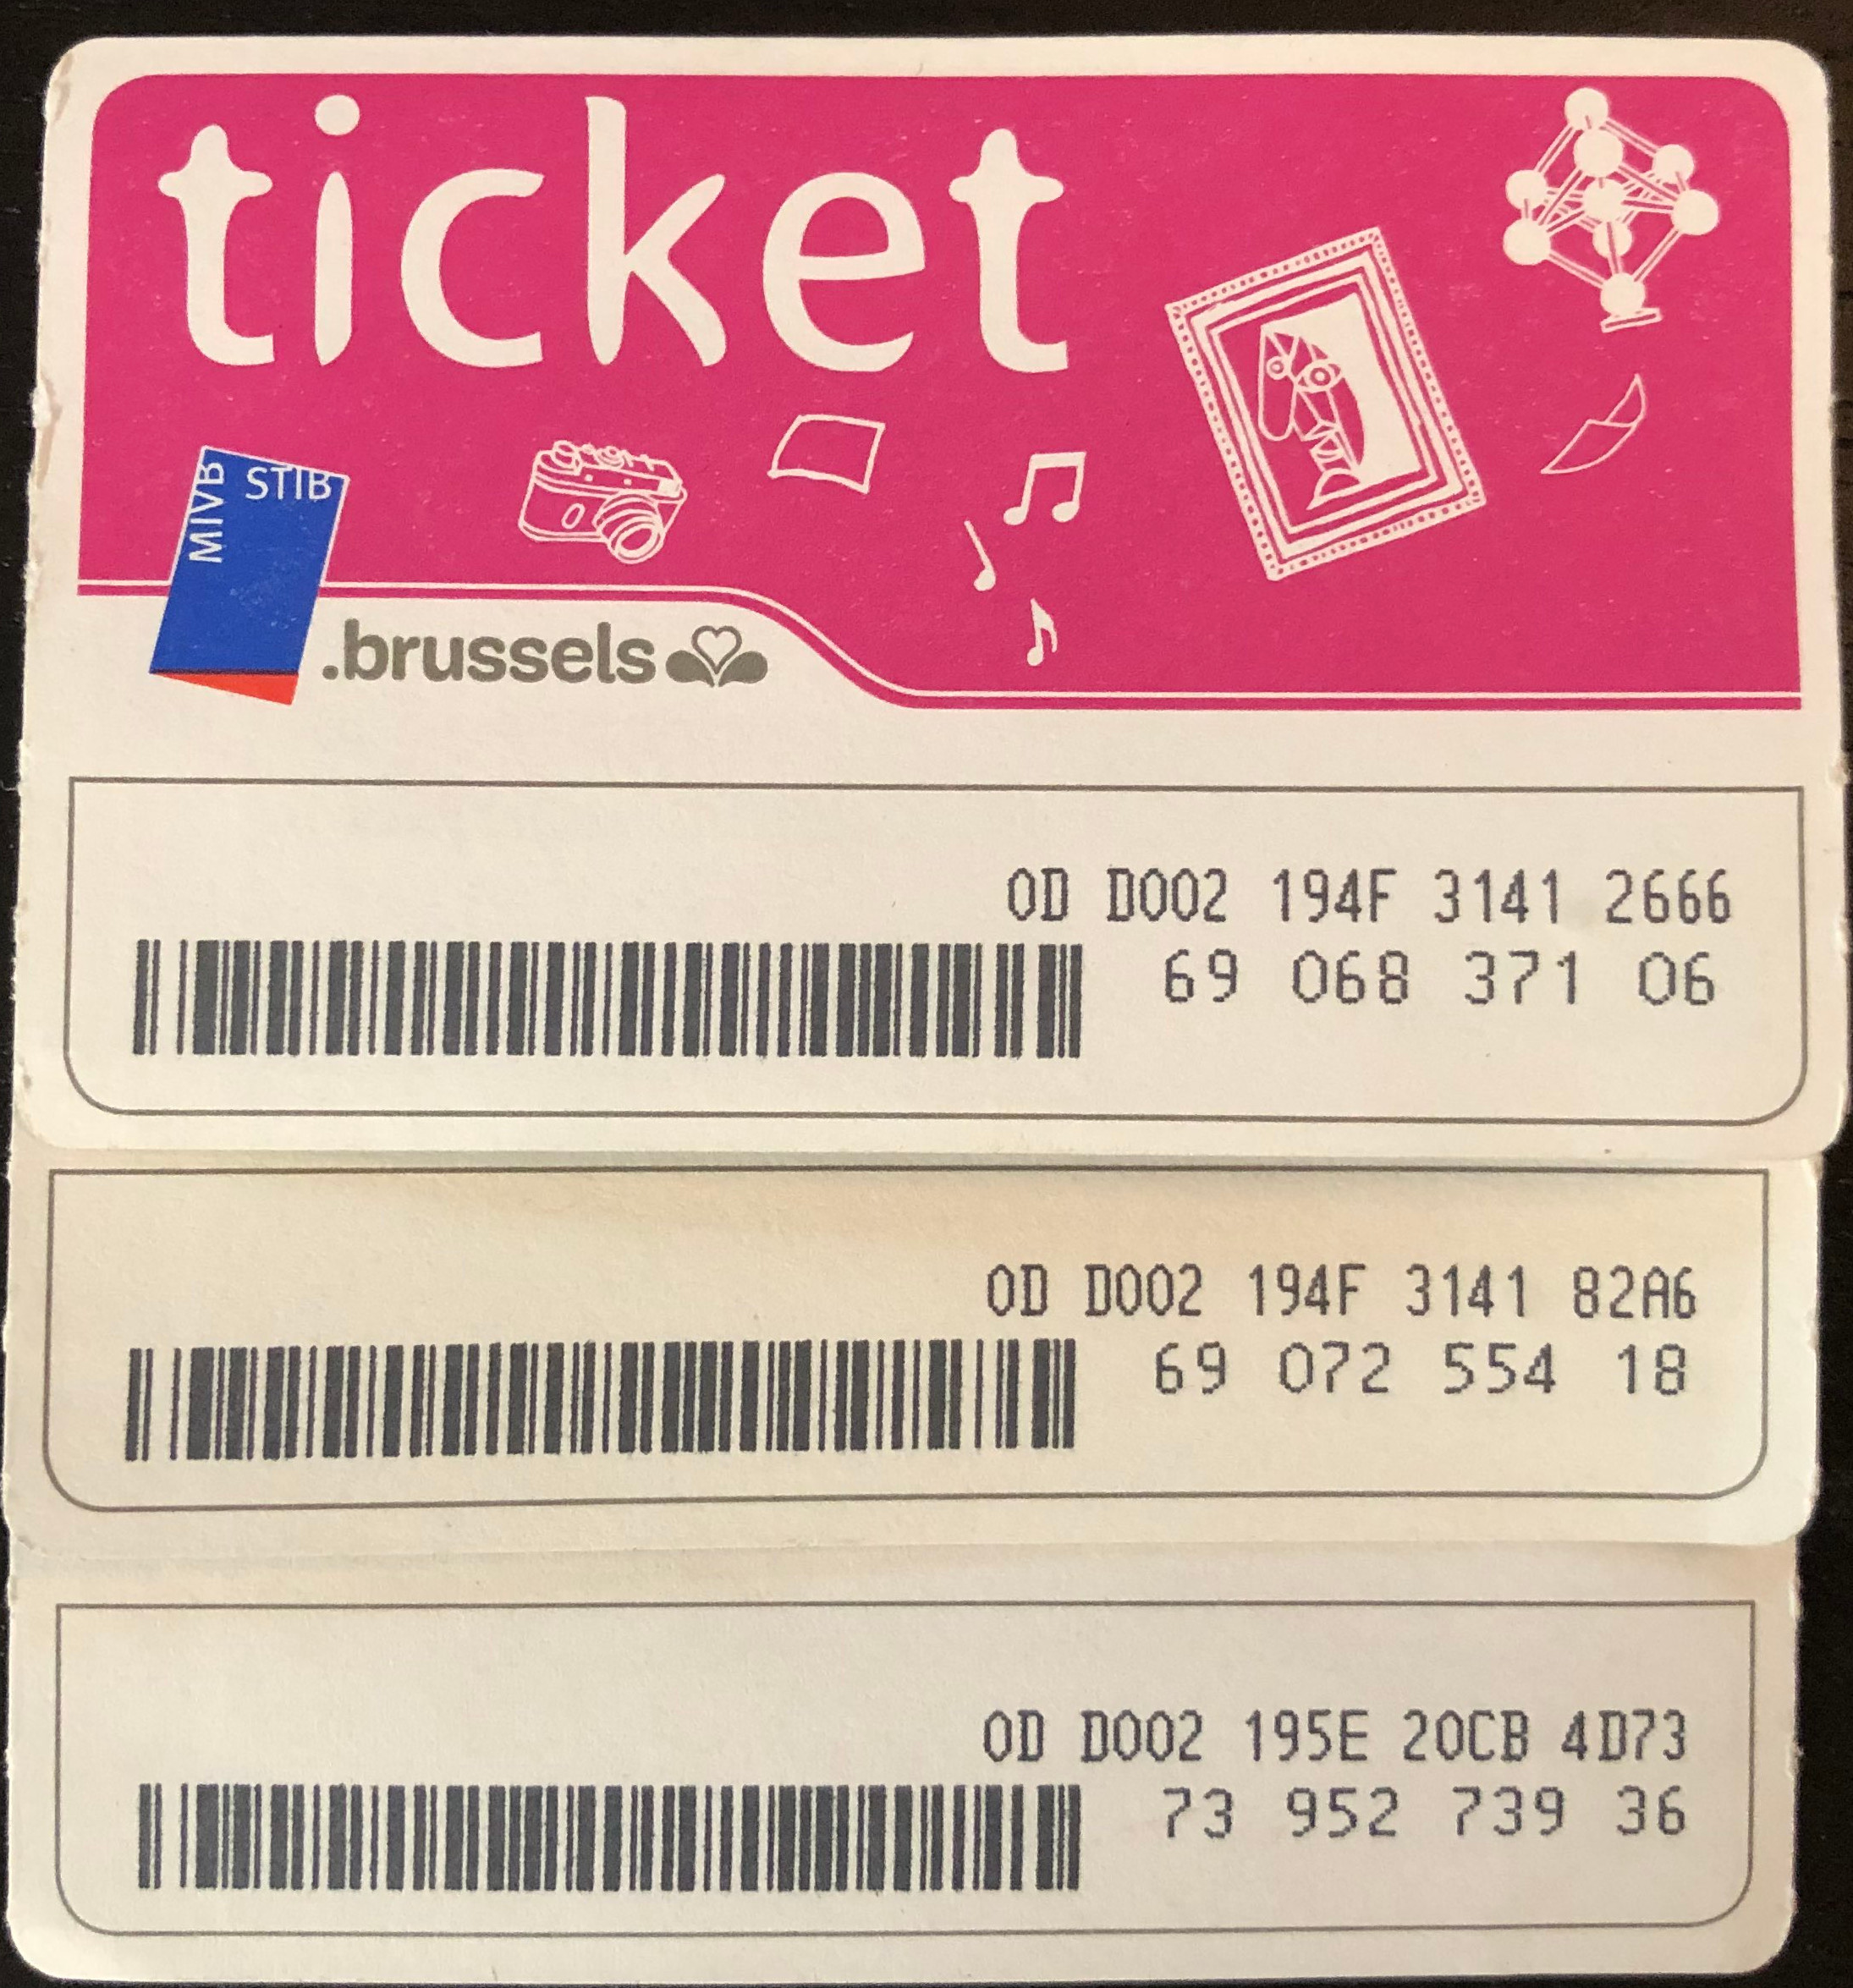 ticket
MIVB STIB
.brussels
0D D002 194F 3141 2666
69 068 371 06
0D D002 194F 3141 82A6
69 072 554 18
0D D002 195E 20CB 4D73
73 952 739 36